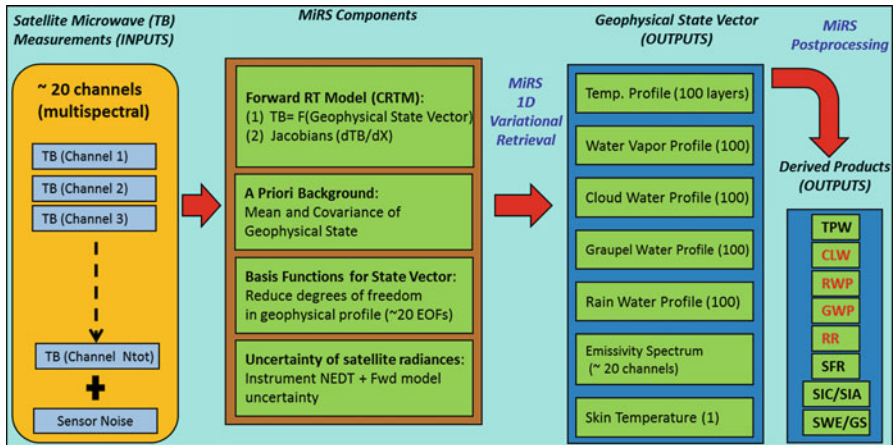 Satellite Microwave (TB)
Measurements (INPUTS)
~ 20 channels
(multispectral)
TB (Channel 1)
TB (Channel 2)
TB (Channel 3)
TB (Channel Ntot)
+
Sensor Noise
MiRS Components
Forward RT Model (CRTM):
(1) TB= F(Geophysical State Vector)
(2) Jacobians (dTB/dX)
A Priori Background:
Mean and Covariance of
Geophysical State
Basis Functions for State Vector:
Reduce degrees of freedom
in geophysical profile (~20 EOFs)
Uncertainty of satellite radiances:
Instrument NEDT + Fwd model
uncertainty
MiRS
1D
Variational
Retrieval
Geophysical State Vector
(OUTPUTS)
Temp. Profile (100 layers)
Water Vapor Profile (100)
Cloud Water Profile (100)
Graupel Water Profile (100)
Rain Water Profile (100)
Emissivity Spectrum
(~ 20 channels)
Skin Temperature (1)
MiRS
Postprocessing
Derived Products
(OUTPUTS)
TPW
CLW
RWP
GWP
RR
SFR
SIC/SIA
SWE/GS